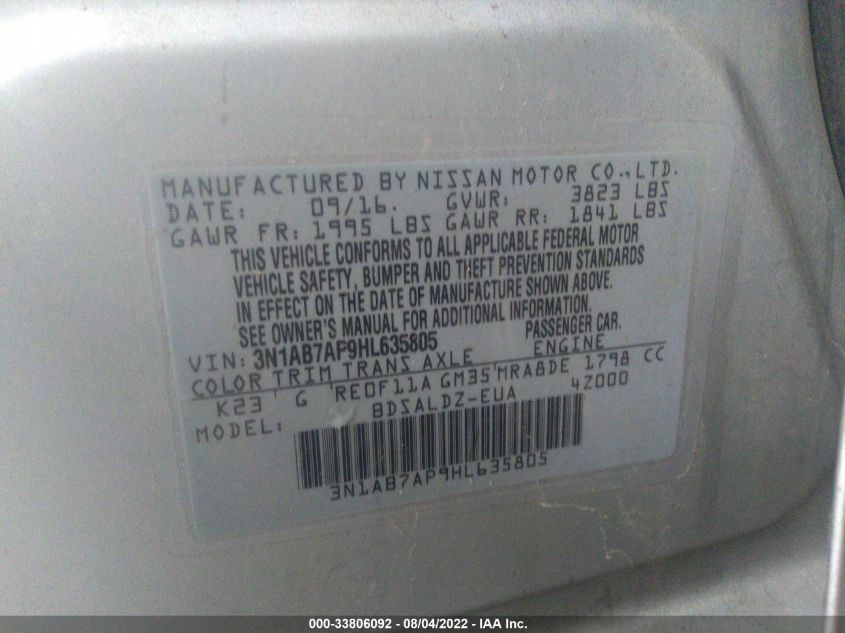 MANUFACTURED BY NISSAN MOTOR CO., LTD.
DATE: 09/16. GVWR: 3823 LBS
GAWR FR: 1995 LBS GAWR RR: 1841 LBS
THIS VEHICLE CONFORMS TO ALL APPLICABLE FEDERAL MOTOR
VEHICLE SAFETY, BUMPER AND THEFT PREVENTION STANDARDS
IN EFFECT ON THE DATE OF MANUFACTURE SHOWN ABOVE.
SEE OWNER'S MANUAL FOR ADDITIONAL INFORMATION.
VIN: 3N1AB7AP9HL635805 PASSENGER CAR.
COLOR TRIM TRANS AXLE ENGINE
K23 G RE0F11A GM35 MRA8DE 1798 CC
MODEL: BDSALDZ-EUA 4Z000
3N1AB7AP9HL635805
000-33806092 - 08/04/2022 - IAA Inc.